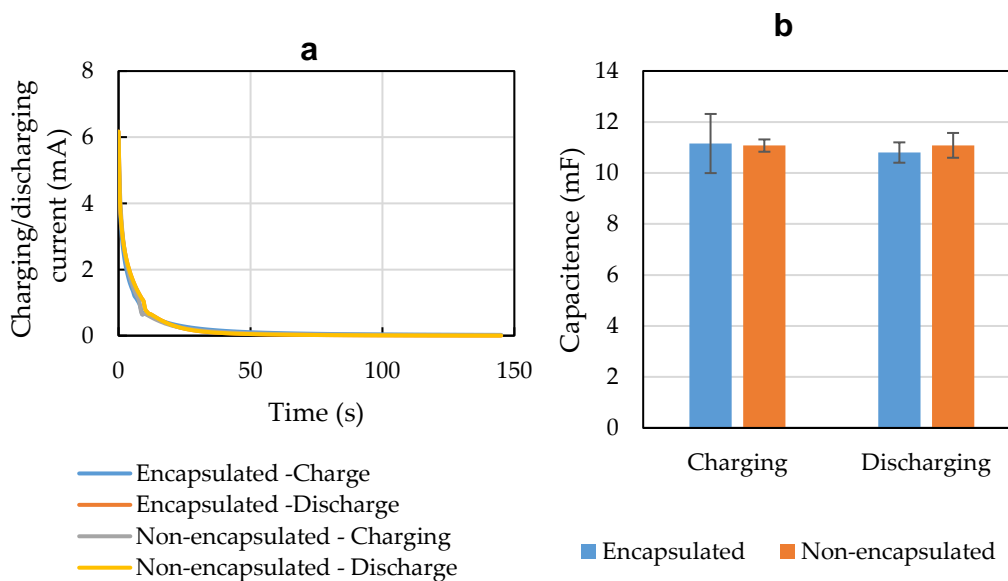 a
8
6
4
2
0
Charging/discharging
current (mA)
0
50
100
150
Time (s)
Encapsulated -Charge
Encapsulated -Discharge
Non-encapsulated - Charging
Non-encapsulated - Discharge
b
14
12
10
8
6
4
2
0
Capacitence (mF)
Charging
Discharging
Encapsulated
Non-encapsulated